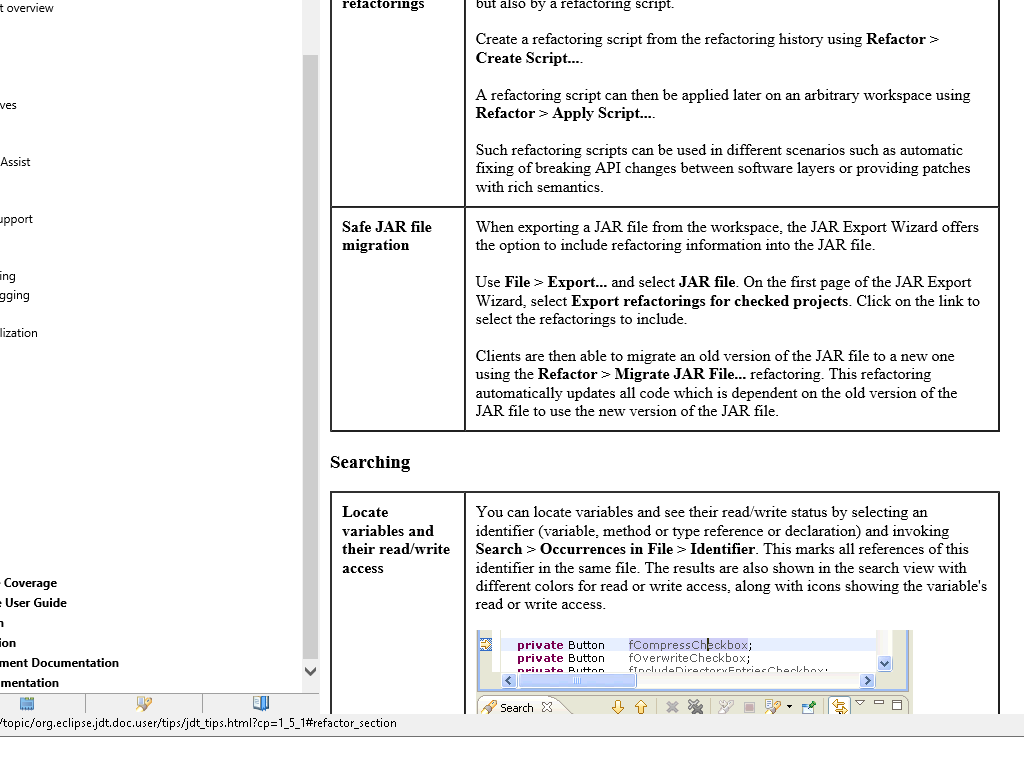 t overview
ves
Assist
upport
ing
gging
lization
Coverage
User Guide
n
ion
ment Documentation
mentation
/topic/org.eclipse.jdt.doc.user/tips/jdt_tips.html?cp=1_5_1#refactor_section
refactorings
but also by a refactoring script.
Create a refactoring script from the refactoring history using Refactor >
Create Script....
A refactoring script can then be applied later on an arbitrary workspace using
Refactor > Apply Script....
Such refactoring scripts can be used in different scenarios such as automatic
fixing of breaking API changes between software layers or providing patches
with rich semantics.
Safe JAR file
migration
When exporting a JAR file from the workspace, the JAR Export Wizard offers
the option to include refactoring information into the JAR file.
Use File > Export... and select JAR file. On the first page of the JAR Export
Wizard, select Export refactorings for checked projects. Click on the link to
select the refactorings to include.
Clients are then able to migrate an old version of the JAR file to a new one
using the Refactor > Migrate JAR File... refactoring. This refactoring
automatically updates all code which is dependent on the old version of the
JAR file to use the new version of the JAR file.
Searching
Locate
variables and
their read/write
access
You can locate variables and see their read/write status by selecting an
identifier (variable, method or type reference or declaration) and invoking
Search > Occurrences in File > Identifier. This marks all references of this
identifier in the same file. The results are also shown in the search view with
different colors for read or write access, along with icons showing the variable's
read or write access.
private Button fCompressCheckbox;
private Button fOverwriteCheckbox;
private Button fIncludeDirectoryEntriesCheckbox;
Search